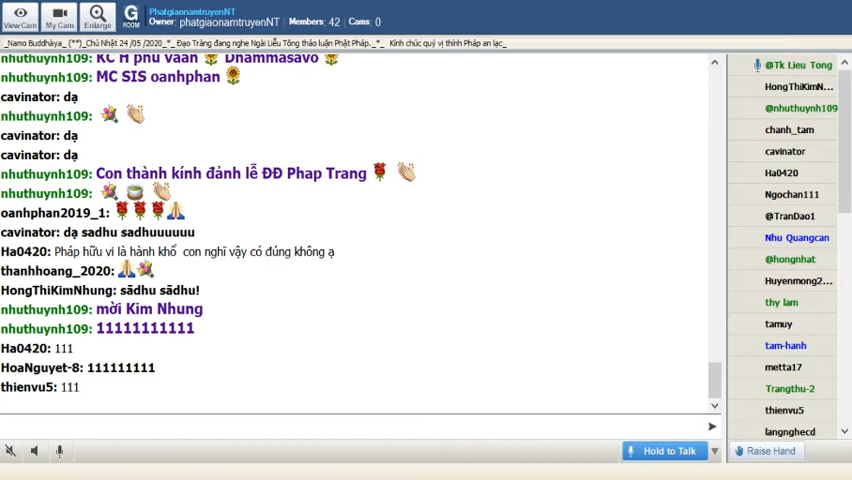 View Cam
My Cam
Enlarge
G
ROOM
PhatgiaonamtruyenNT
Owner: phatgiaonamtruyenNT | Members: 42 | Cams: 0
_Namo Buddhàya_ (**)_Chủ Nhật 24 /05 /2020_*_ Đạo Tràng đang nghe Ngài Liễu Tông thảo luận Phật Pháp._*_ Kính chúc quý vị thính Pháp an lạc_
nhuthuynh109: KC H phu vaan Dhammasavo
nhuthuynh109: MC SIS oanhphan
cavinator: dạ
nhuthuynh109:
cavinator: dạ
cavinator: dạ
nhuthuynh109: Con thành kính đảnh lễ ĐĐ Phap Trang
nhuthuynh109:
oanhphan2019_1:
cavinator: dạ sadhu sadhuuuuuu
Ha0420: Pháp hữu vi là hành khổ con nghĩ vậy có đúng không ạ
thanhhoang_2020:
HongThiKimNhung: sādhu sādhu!
nhuthuynh109: mời Kim Nhung
nhuthuynh109: 11111111111
Ha0420: 111
HoaNguyet-8: 111111111
thienvu5: 111
@Tk Lieu Tong
HongThiKimN...
@nhuthuynh109
chanh_tam
cavinator
Ha0420
Ngochan111
@TranDao1
Nhu Quangcan
@hongnhat
Huyenmong2...
thy lam
tamuy
tam-hanh
metta17
Trangthu-2
thienvu5
langnghecd
Hold to Talk
Raise Hand